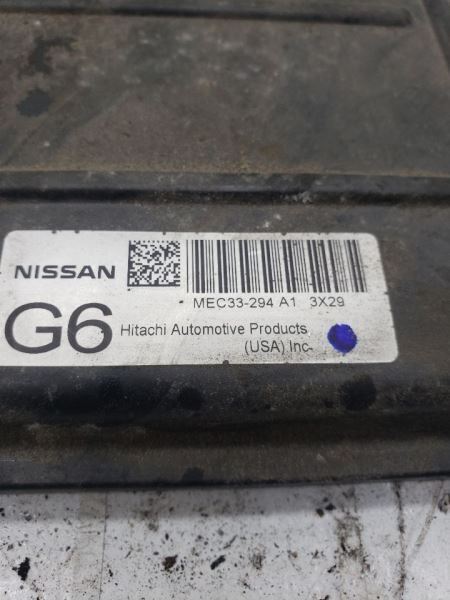 NISSAN
MEC33-294 A1 3X29
G6
Hitachi Automotive Products
(USA) Inc.